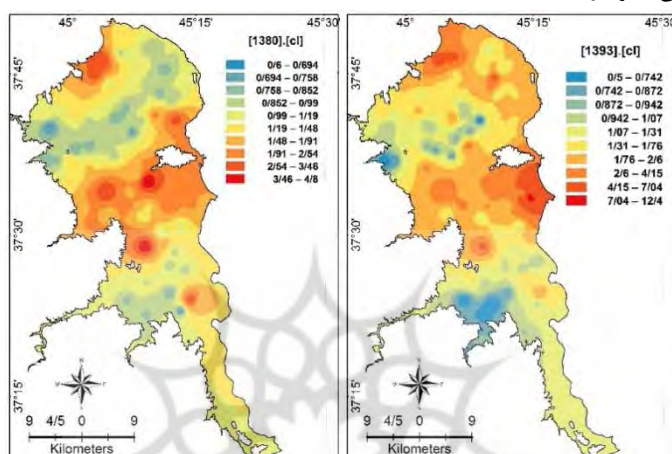 45° 45°15' 45°30'
45° 45°15' 45°30'
37°45'
37°30'
37°15'
[1380].[cl]
0/6 – 0/694
0/694 – 0/758
0/758 – 0/852
0/852 – 0/99
0/99 – 1/19
1/19 – 1/48
1/48 – 1/91
1/91 – 2/54
2/54 – 3/46
3/46 – 4/8
N
9 4/5 0 9
Kilometers
[1393].[cl]
0/5 – 0/742
0/742 – 0/872
0/872 – 0/942
0/942 – 1/07
1/07 – 1/31
1/31 – 1/76
1/76 – 2/6
2/6 – 4/15
4/15 – 7/04
7/04 – 12/4
37°45'
37°30'
37°15'
N
9 4/5 0 9
Kilometers